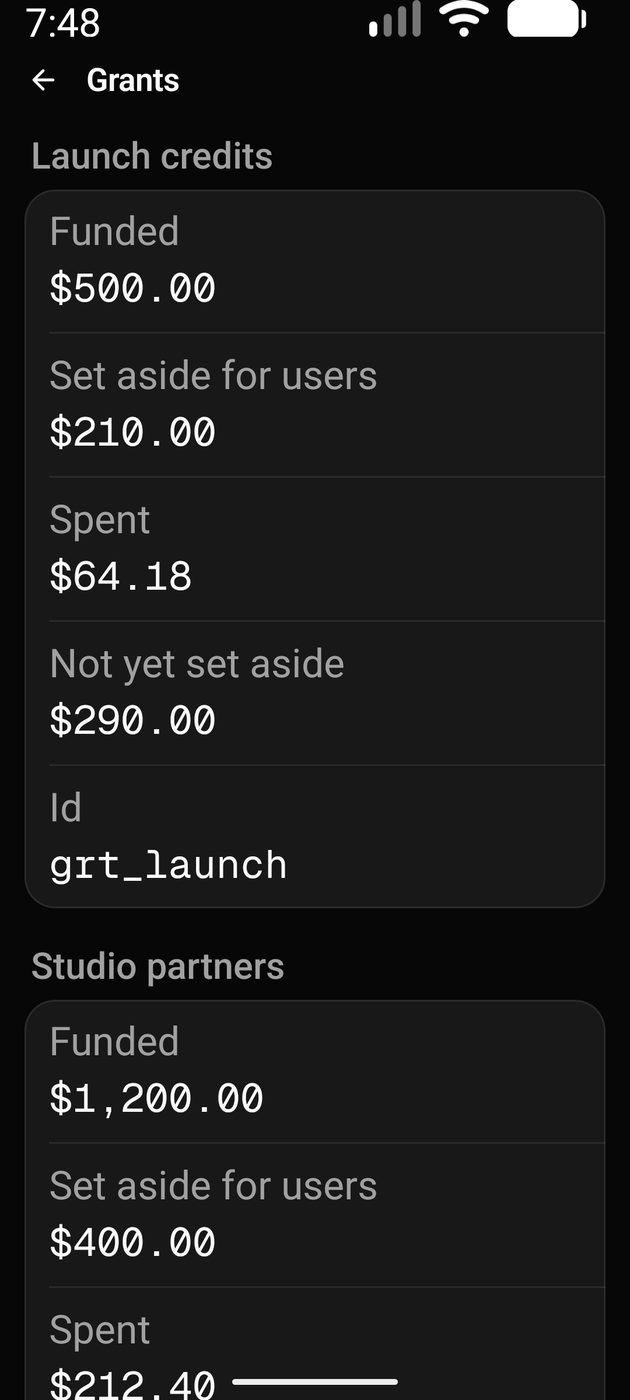 7:48
Grants
Launch credits
Funded
$500.00
Set aside for users
$210.00
Spent
$64.18
Not yet set aside
$290.00
Id
grt_launch
Studio partners
Funded
$1,200.00
Set aside for users
$400.00
Spent
$212.40